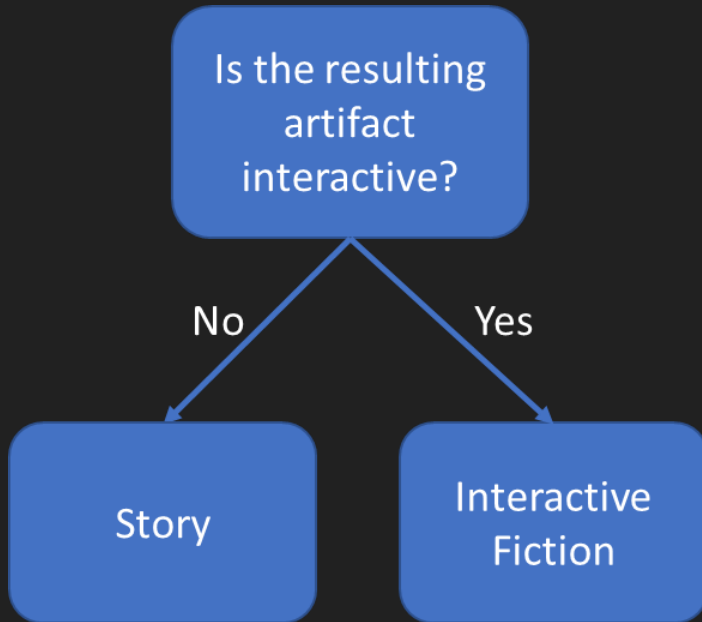 Is the resulting
artifact
interactive?
No
Yes
Story
Interactive
Fiction